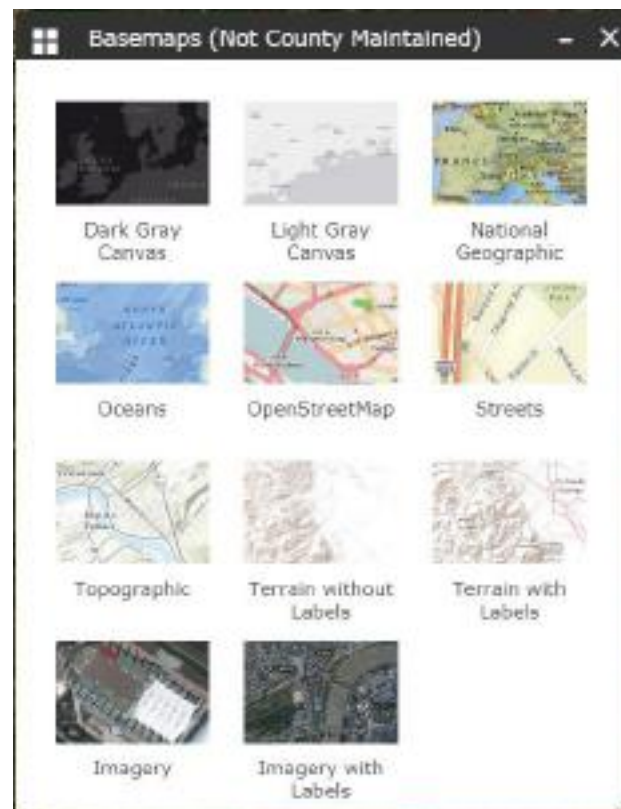 Basemaps (Not County Maintained)
Dark Gray
Canvas
Light Gray
Canvas
National
Geographic
Oceans
OpenStreetMap
Streets
Topographic
Terrain without
Labels
Terrain with
Labels
Imagery
Imagery with
Labels